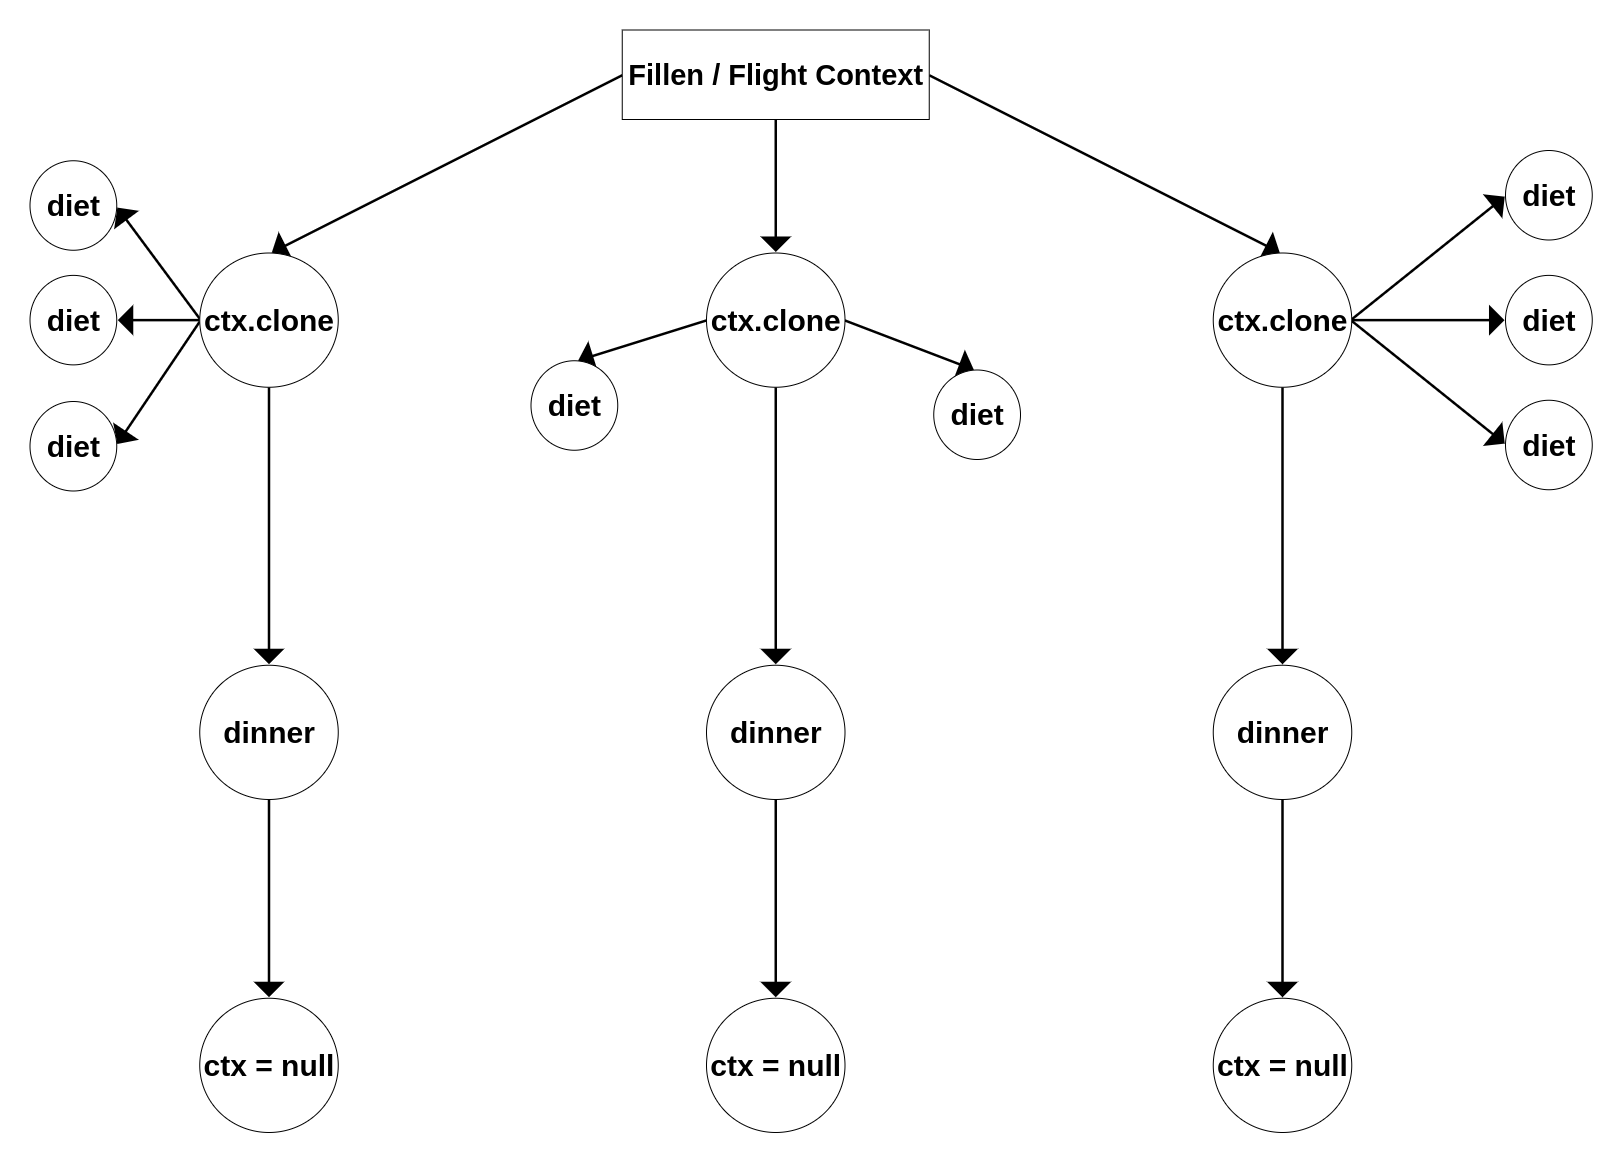 Fillen / Flight Context
diet
diet
diet
ctx.clone
ctx.clone
ctx.clone
diet
diet
diet
diet
diet
dinner
dinner
dinner
ctx = null
ctx = null
ctx = null